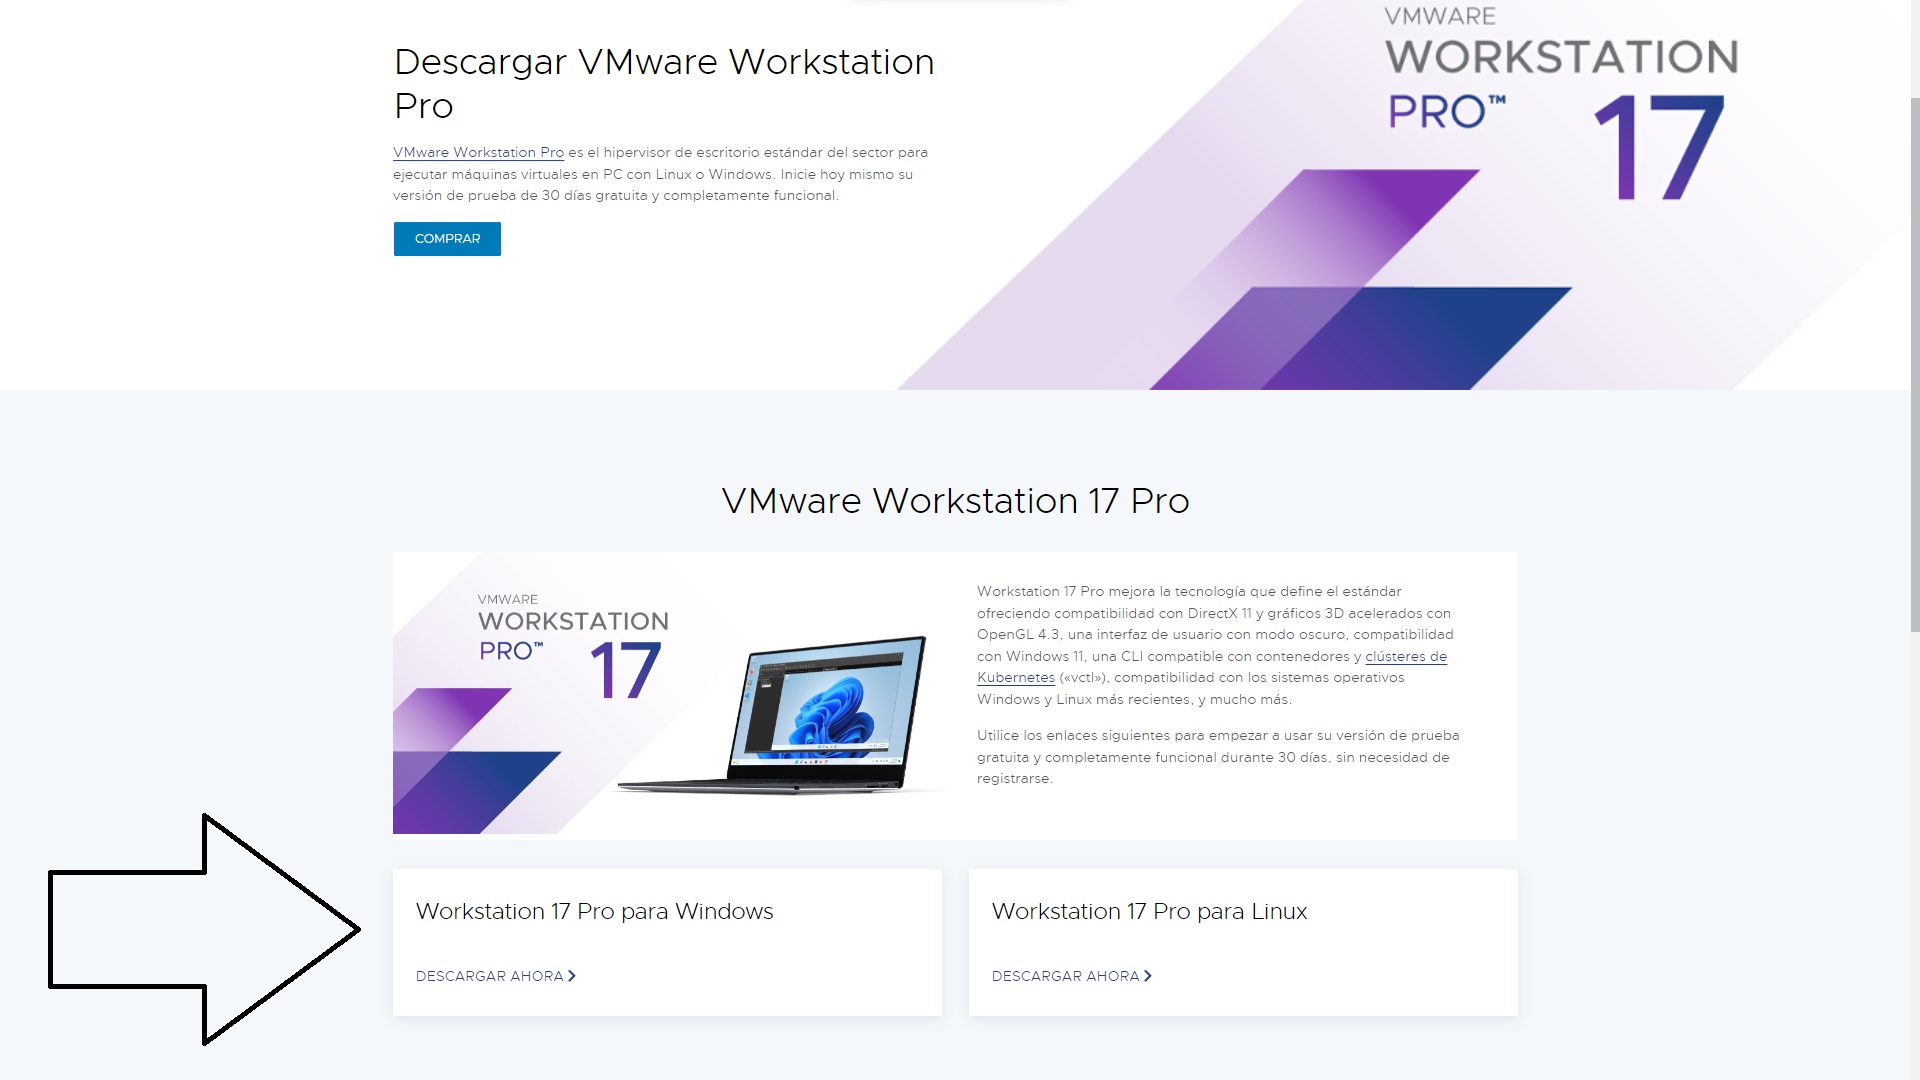 VMWARE
WORKSTATION
PRO™ 17
Descargar VMware Workstation
Pro
VMware Workstation Pro es el hipervisor de escritorio estándar del sector para
ejecutar máquinas virtuales en PC con Linux o Windows. Inicie hoy mismo su
versión de prueba de 30 días gratuita y completamente funcional.
COMPRAR
VMware Workstation 17 Pro
VMWARE
WORKSTATION
PRO™ 17
Workstation 17 Pro mejora la tecnología que define el estándar
ofreciendo compatibilidad con DirectX 11 y gráficos 3D acelerados con
OpenGL 4.3, una interfaz de usuario con modo oscuro, compatibilidad
con Windows 11, una CLI compatible con contenedores y clústeres de
Kubernetes («vctl»), compatibilidad con los sistemas operativos
Windows y Linux más recientes, y mucho más.
Utilice los enlaces siguientes para empezar a usar su versión de prueba
gratuita y completamente funcional durante 30 días, sin necesidad de
registrarse.
Workstation 17 Pro para Windows
DESCARGAR AHORA
Workstation 17 Pro para Linux
DESCARGAR AHORA